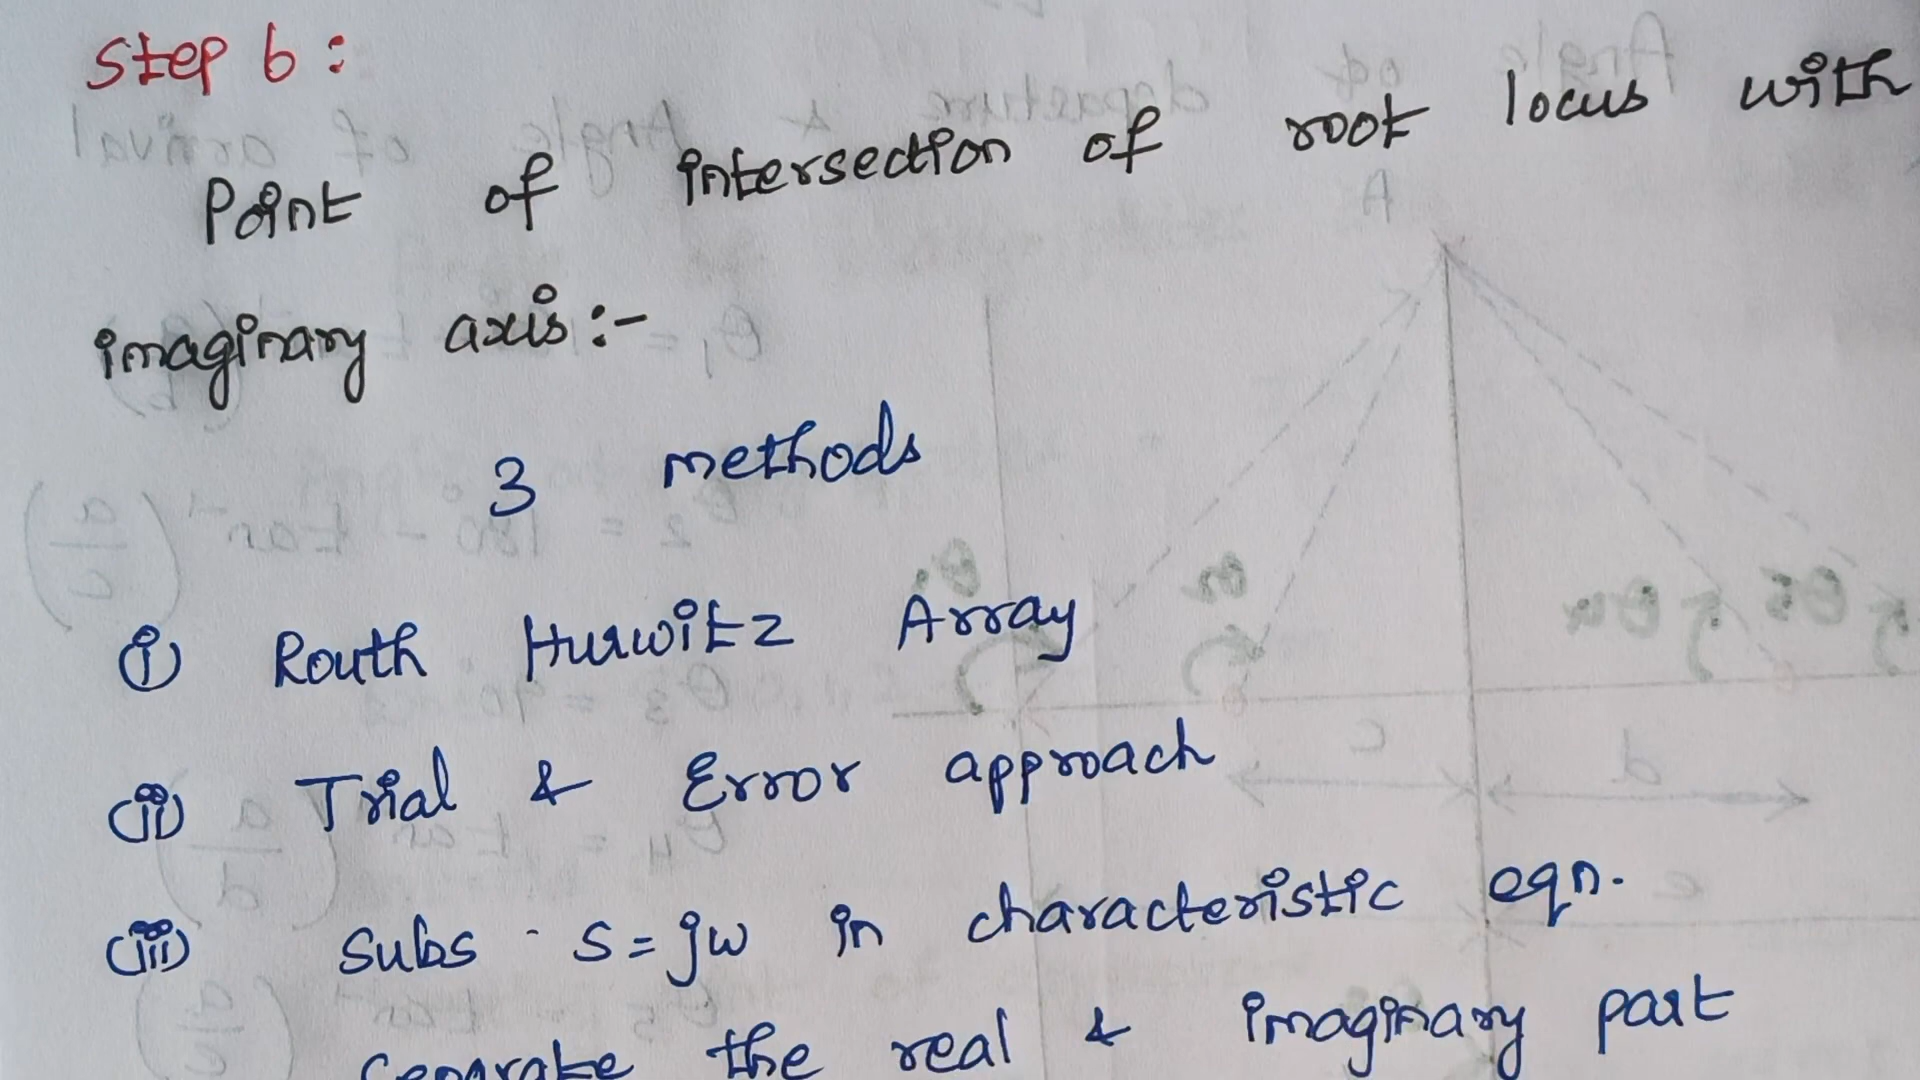 Step 6:
Point of intersection of root locus with
imaginary axis:-
3 methods
(i) Routh Hurwitz Array
(ii) Trial & Error approach
(iii) Subs. s=jw in characteristic eqn.
Separate the real & imaginary part